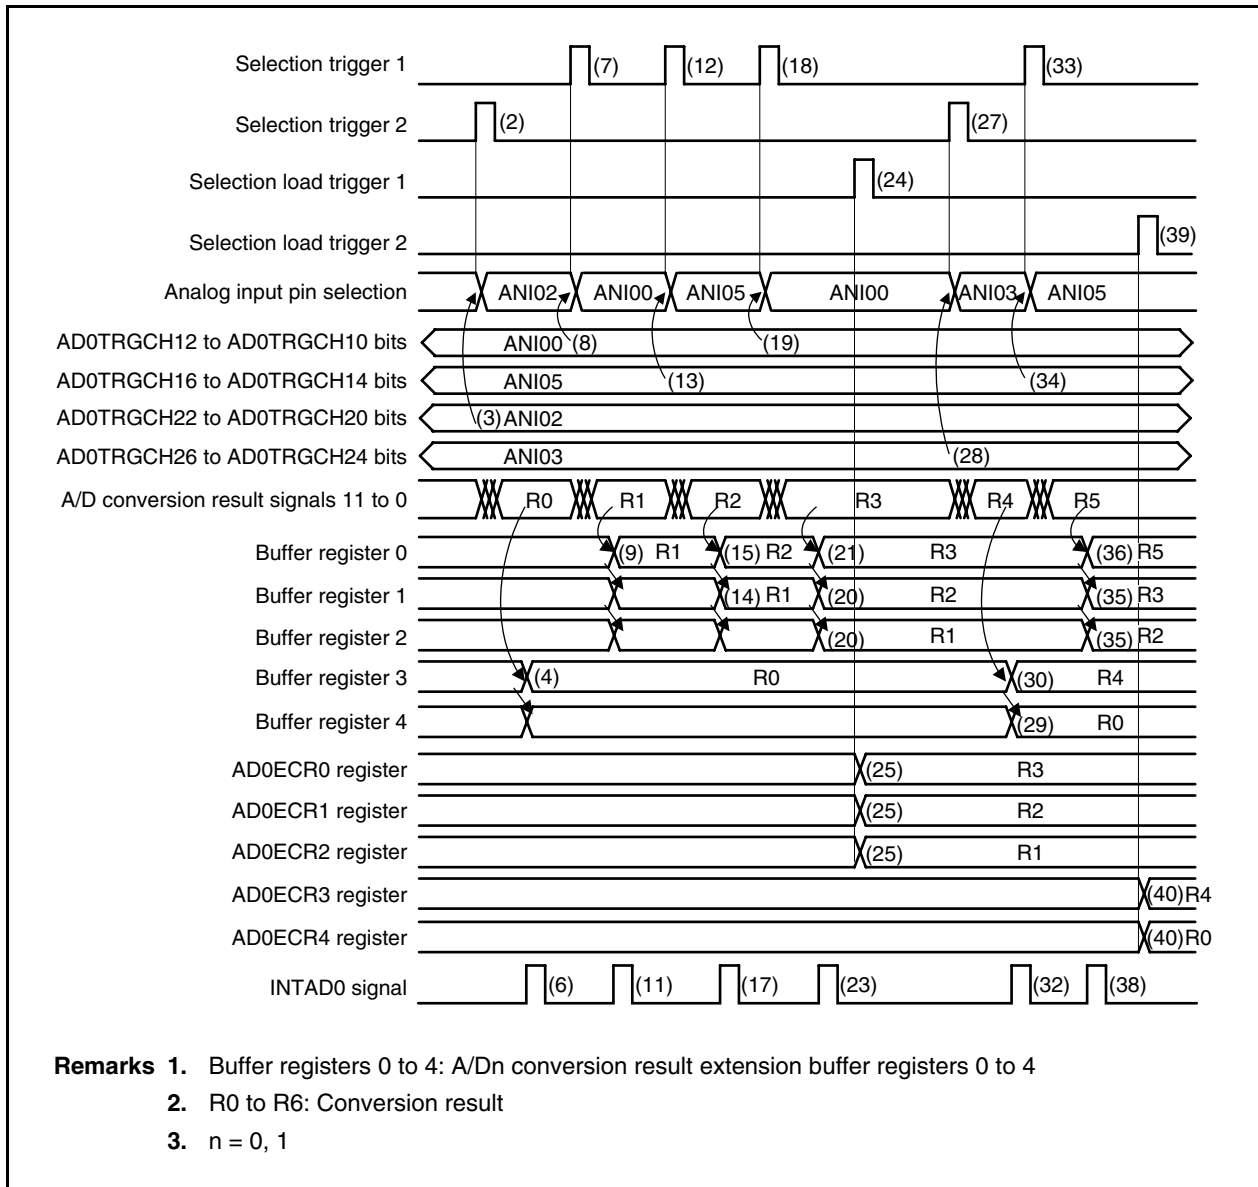 Selection trigger 1 (7) (12) (18) (33)
Selection trigger 2 (2) (27)
Selection load trigger 1 (24)
Selection load trigger 2 (39)
Analog input pin selection ANI02 ANI00 ANI05 ANI00 ANI03 ANI05
AD0TRGCH12 to AD0TRGCH10 bits ANI00 (8) (19)
AD0TRGCH16 to AD0TRGCH14 bits ANI05 (13) (34)
AD0TRGCH22 to AD0TRGCH20 bits (3) ANI02
AD0TRGCH26 to AD0TRGCH24 bits ANI03 (28)
A/D conversion result signals 11 to 0 R0 R1 R2 R3 R4 R5
Buffer register 0 (9) R1 (15) R2 (21) R3 (36) R5
Buffer register 1 (14) R1 (20) R2 (35) R3
Buffer register 2 (20) R1 (35) R2
Buffer register 3 (4) R0 (30) R4
Buffer register 4 (29) R0
AD0ECR0 register (25) R3
AD0ECR1 register (25) R2
AD0ECR2 register (25) R1
AD0ECR3 register (40) R4
AD0ECR4 register (40) R0
INTAD0 signal (6) (11) (17) (23) (32) (38)
Remarks 1. Buffer registers 0 to 4: A/Dn conversion result extension buffer registers 0 to 4
2. R0 to R6: Conversion result
3. n = 0, 1